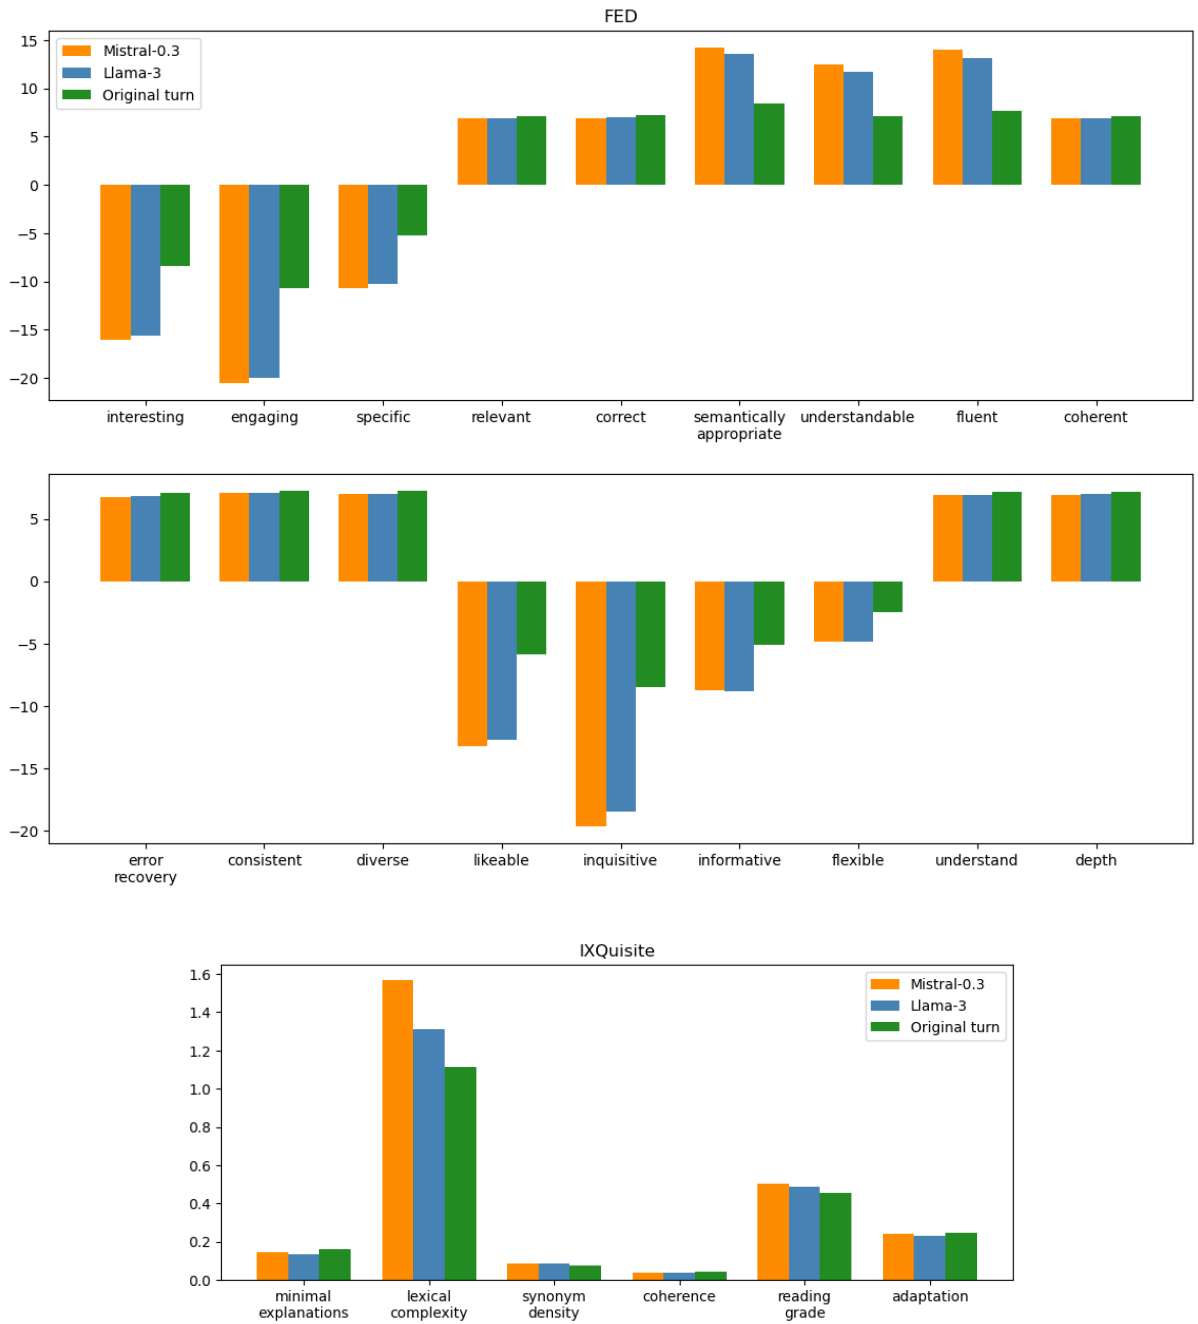 FED
Mistral-0.3
Llama-3
Original turn
15
10
5
0
−5
−10
−15
−20
interesting
engaging
specific
relevant
correct
semantically
appropriate
understandable
fluent
coherent
5
0
−5
−10
−15
−20
error
recovery
consistent
diverse
likeable
inquisitive
informative
flexible
understand
depth
IXQuisite
Mistral-0.3
Llama-3
Original turn
1.6
1.4
1.2
1.0
0.8
0.6
0.4
0.2
0.0
minimal
explanations
lexical
complexity
synonym
density
coherence
reading
grade
adaptation